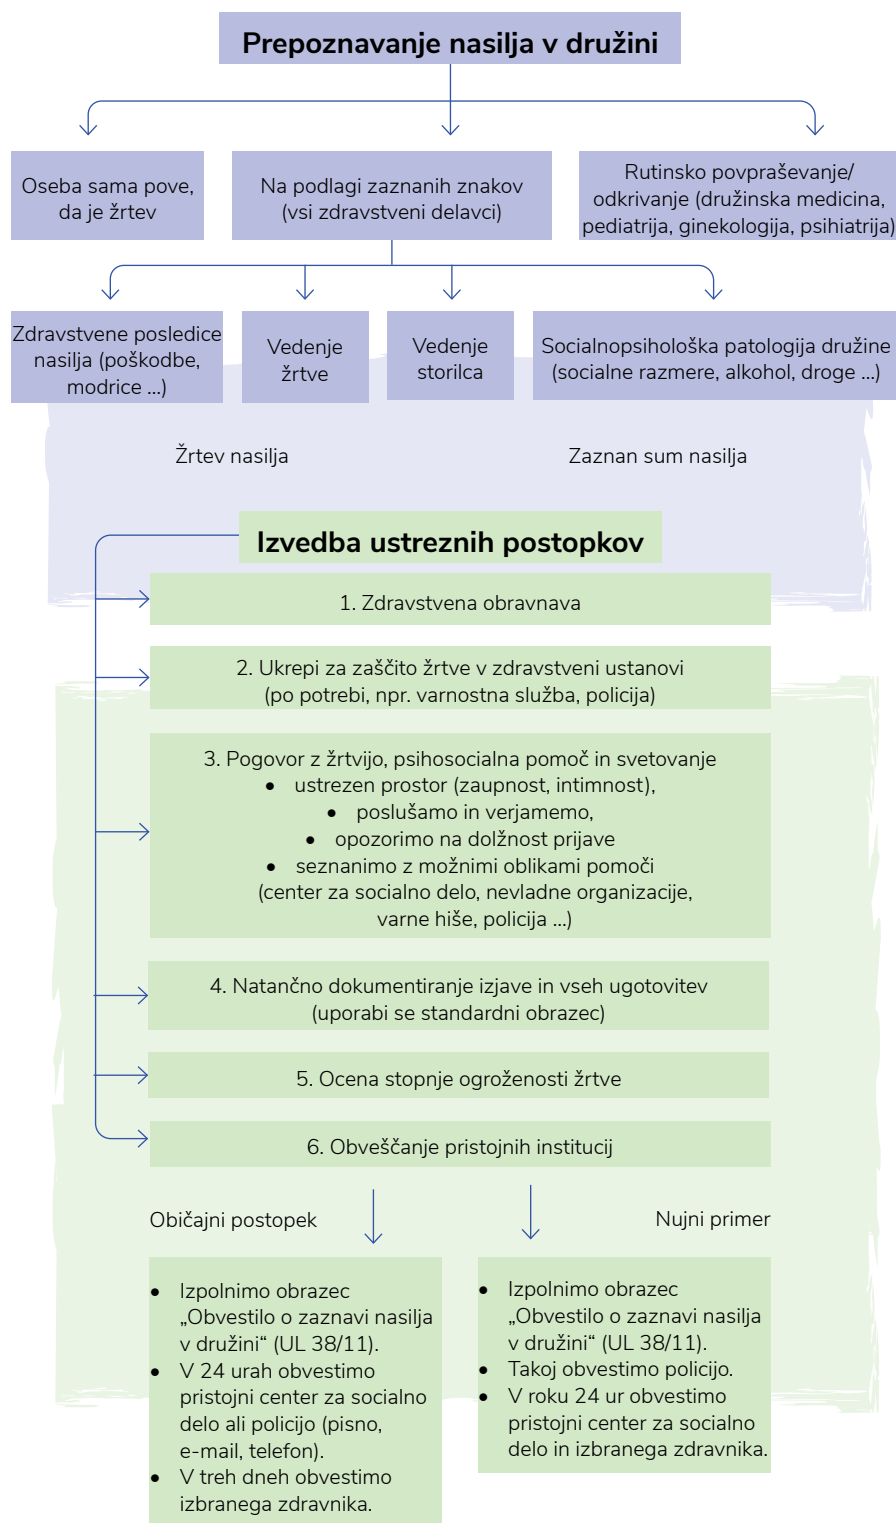 Prepoznavanje nasilja v družini
Oseba sama pove,
da je žrtev
Na podlagi zaznanih znakov
(vsi zdravstveni delavci)
Rutinsko povpraševanje/
odkrivanje (družinska medicina,
pediatrija, ginekologija, psihiatrija)
Zdravstvene posledice
nasilja (poškodbe,
modrice ...)
Vedenje
žrtve
Vedenje
storilca
Socialnopsihološka patologija družine
(socialne razmere, alkohol, droge ...)
Žrtev nasilja
Zaznan sum nasilja
Izvedba ustreznih postopkov
1. Zdravstvena obravnava
2. Ukrepi za zaščito žrtve v zdravstveni ustanovi
(po potrebi, npr. varnostna služba, policija)
3. Pogovor z žrtvijo, psihosocialna pomoč in svetovanje
• ustrezen prostor (zaupnost, intimnost),
• poslušamo in verjamemo,
• opozorimo na dolžnost prijave
• seznanimo z možnimi oblikami pomoči
(center za socialno delo, nevladne organizacije,
varne hiše, policija ...)
4. Natančno dokumentiranje izjave in vseh ugotovitev
(uporabi se standardni obrazec)
5. Ocena stopnje ogroženosti žrtve
6. Obveščanje pristojnih institucij
Običajni postopek
Nujni primer
• Izpolnimo obrazec
„Obvestilo o zaznavi nasilja
v družini“ (UL 38/11).
• V 24 urah obvestimo
pristojni center za socialno
delo ali policijo (pisno,
e-mail, telefon).
• V treh dneh obvestimo
izbranega zdravnika.
• Izpolnimo obrazec
„Obvestilo o zaznavi nasilja
v družini“ (UL 38/11).
• Takoj obvestimo policijo.
• V roku 24 ur obvestimo
pristojni center za socialno
delo in izbranega zdravnika.